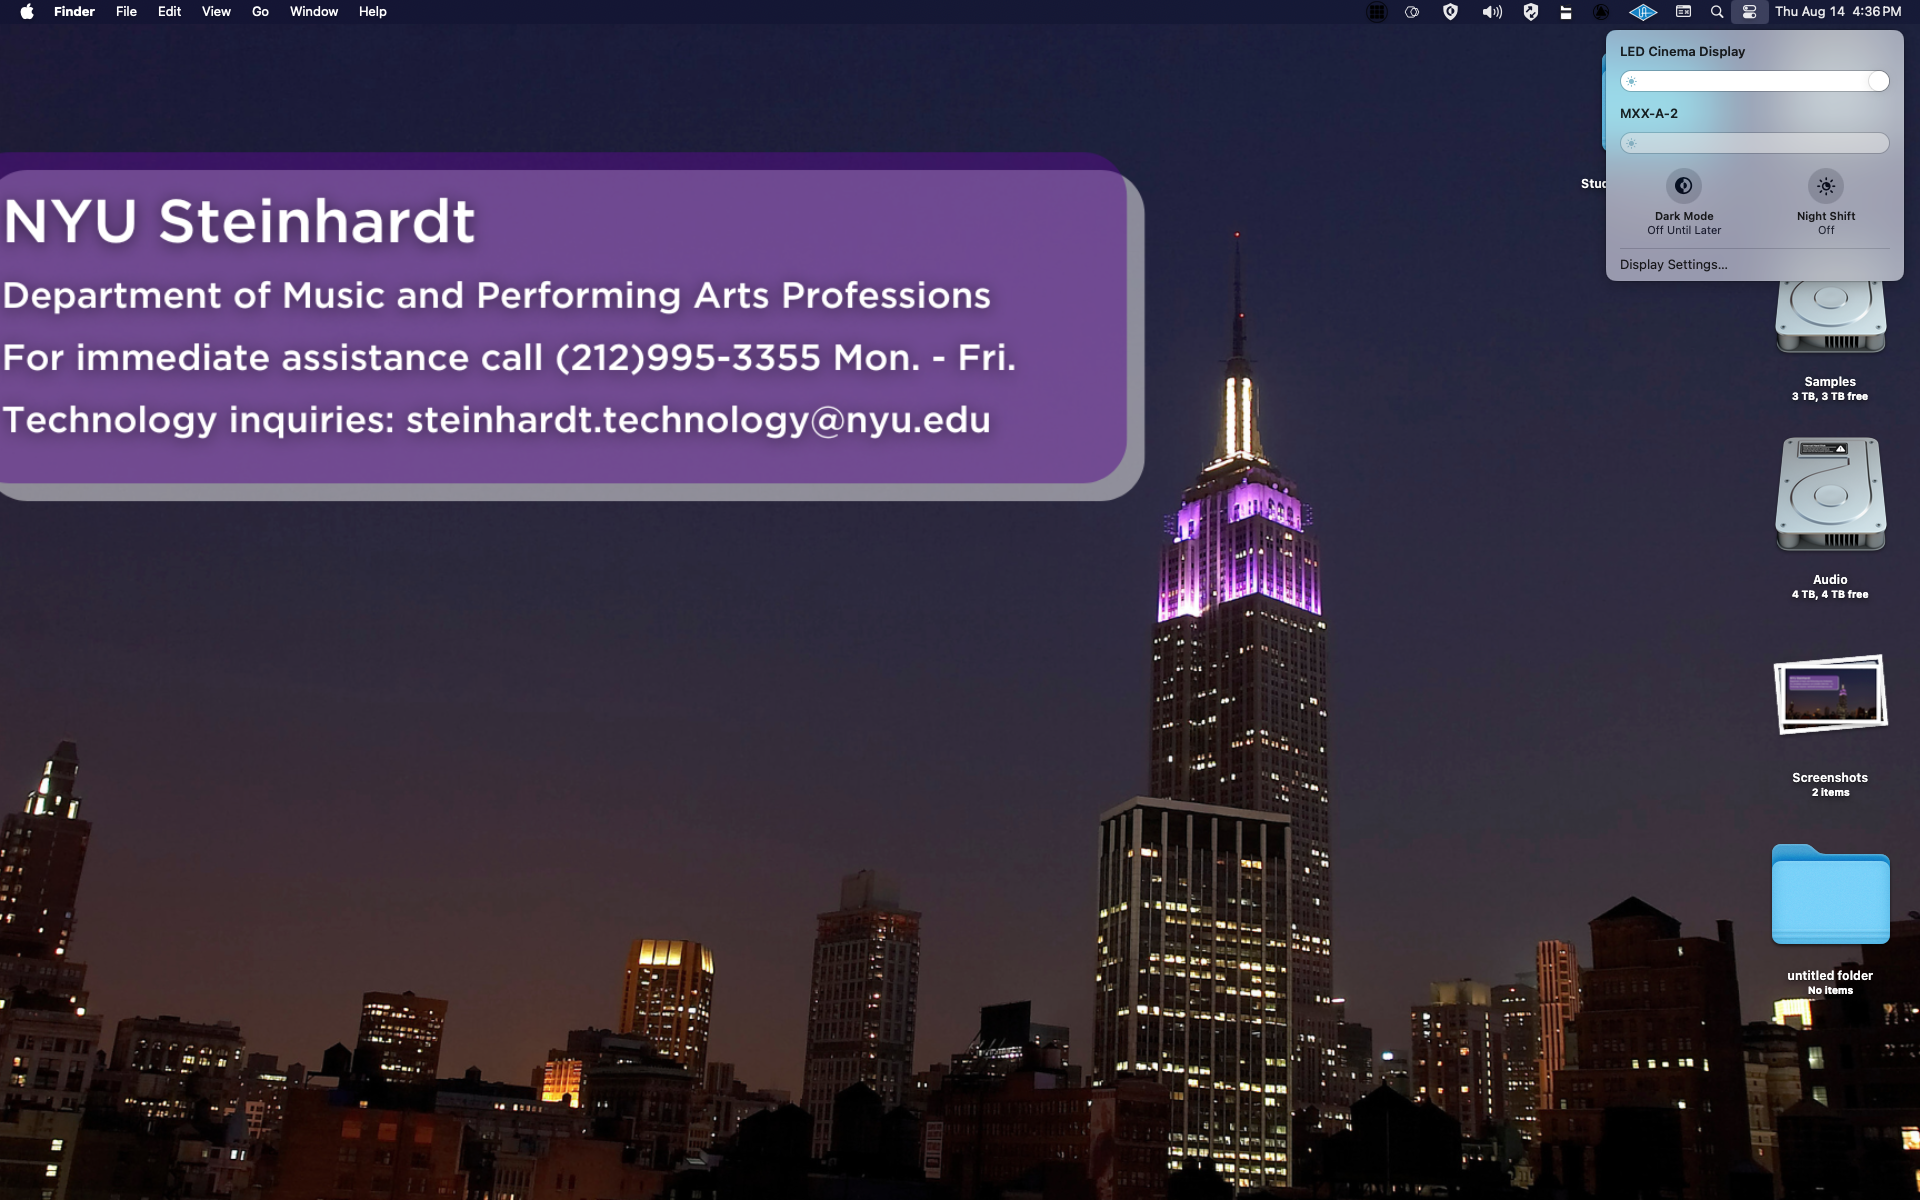 Finder File Edit View Go Window Help Thu Aug 14 4:36 PM
LED Cinema Display
MXX-A-2
Dark Mode Night Shift
Off Until Later Off
Display Settings...
NYU Steinhardt
Department of Music and Performing Arts Professions
For immediate assistance call (212)995-3355 Mon. - Fri.
Technology inquiries: steinhardt.technology@nyu.edu
Samples
3 TB, 3 TB free
Audio
4 TB, 4 TB free
Screenshots
2 items
untitled folder
No items